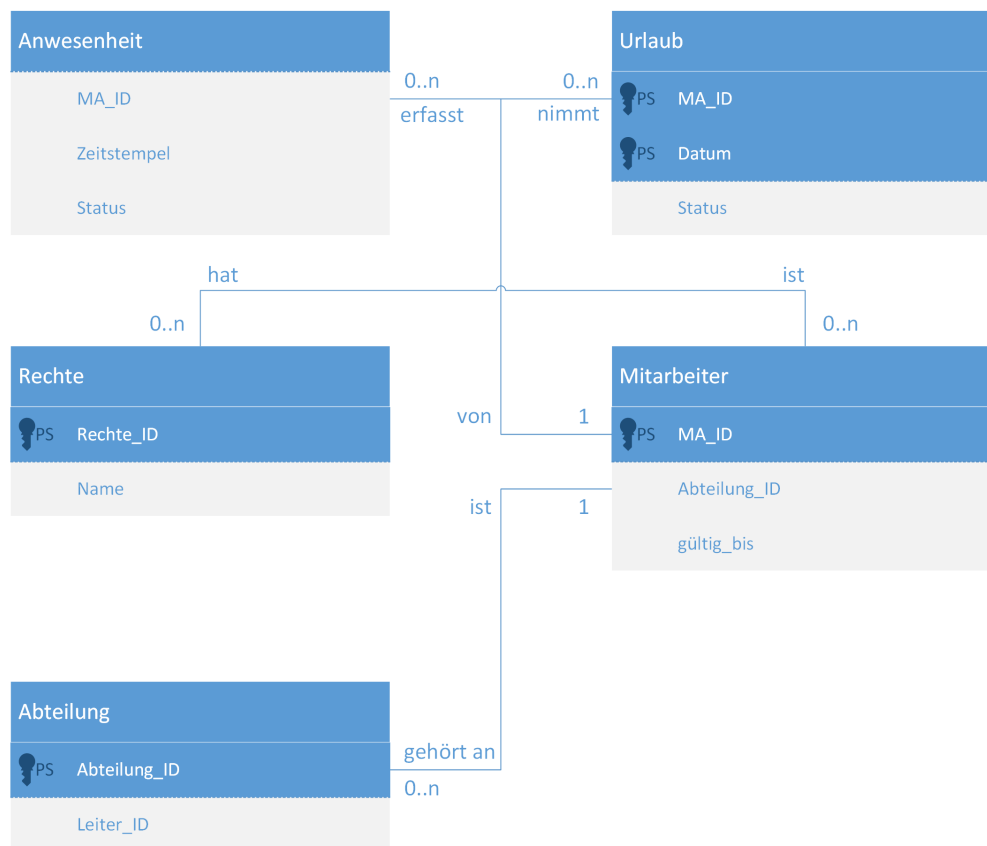 Anwesenheit
MA_ID
Zeitstempel
Status
0..n
erfasst
0..n
nimmt
Urlaub
PS MA_ID
PS Datum
Status
hat
0..n
ist
0..n
Rechte
PS Rechte_ID
Name
von 1
ist 1
Mitarbeiter
PS MA_ID
Abteilung_ID
gültig_bis
Abteilung
PS Abteilung_ID
Leiter_ID
gehört an
0..n